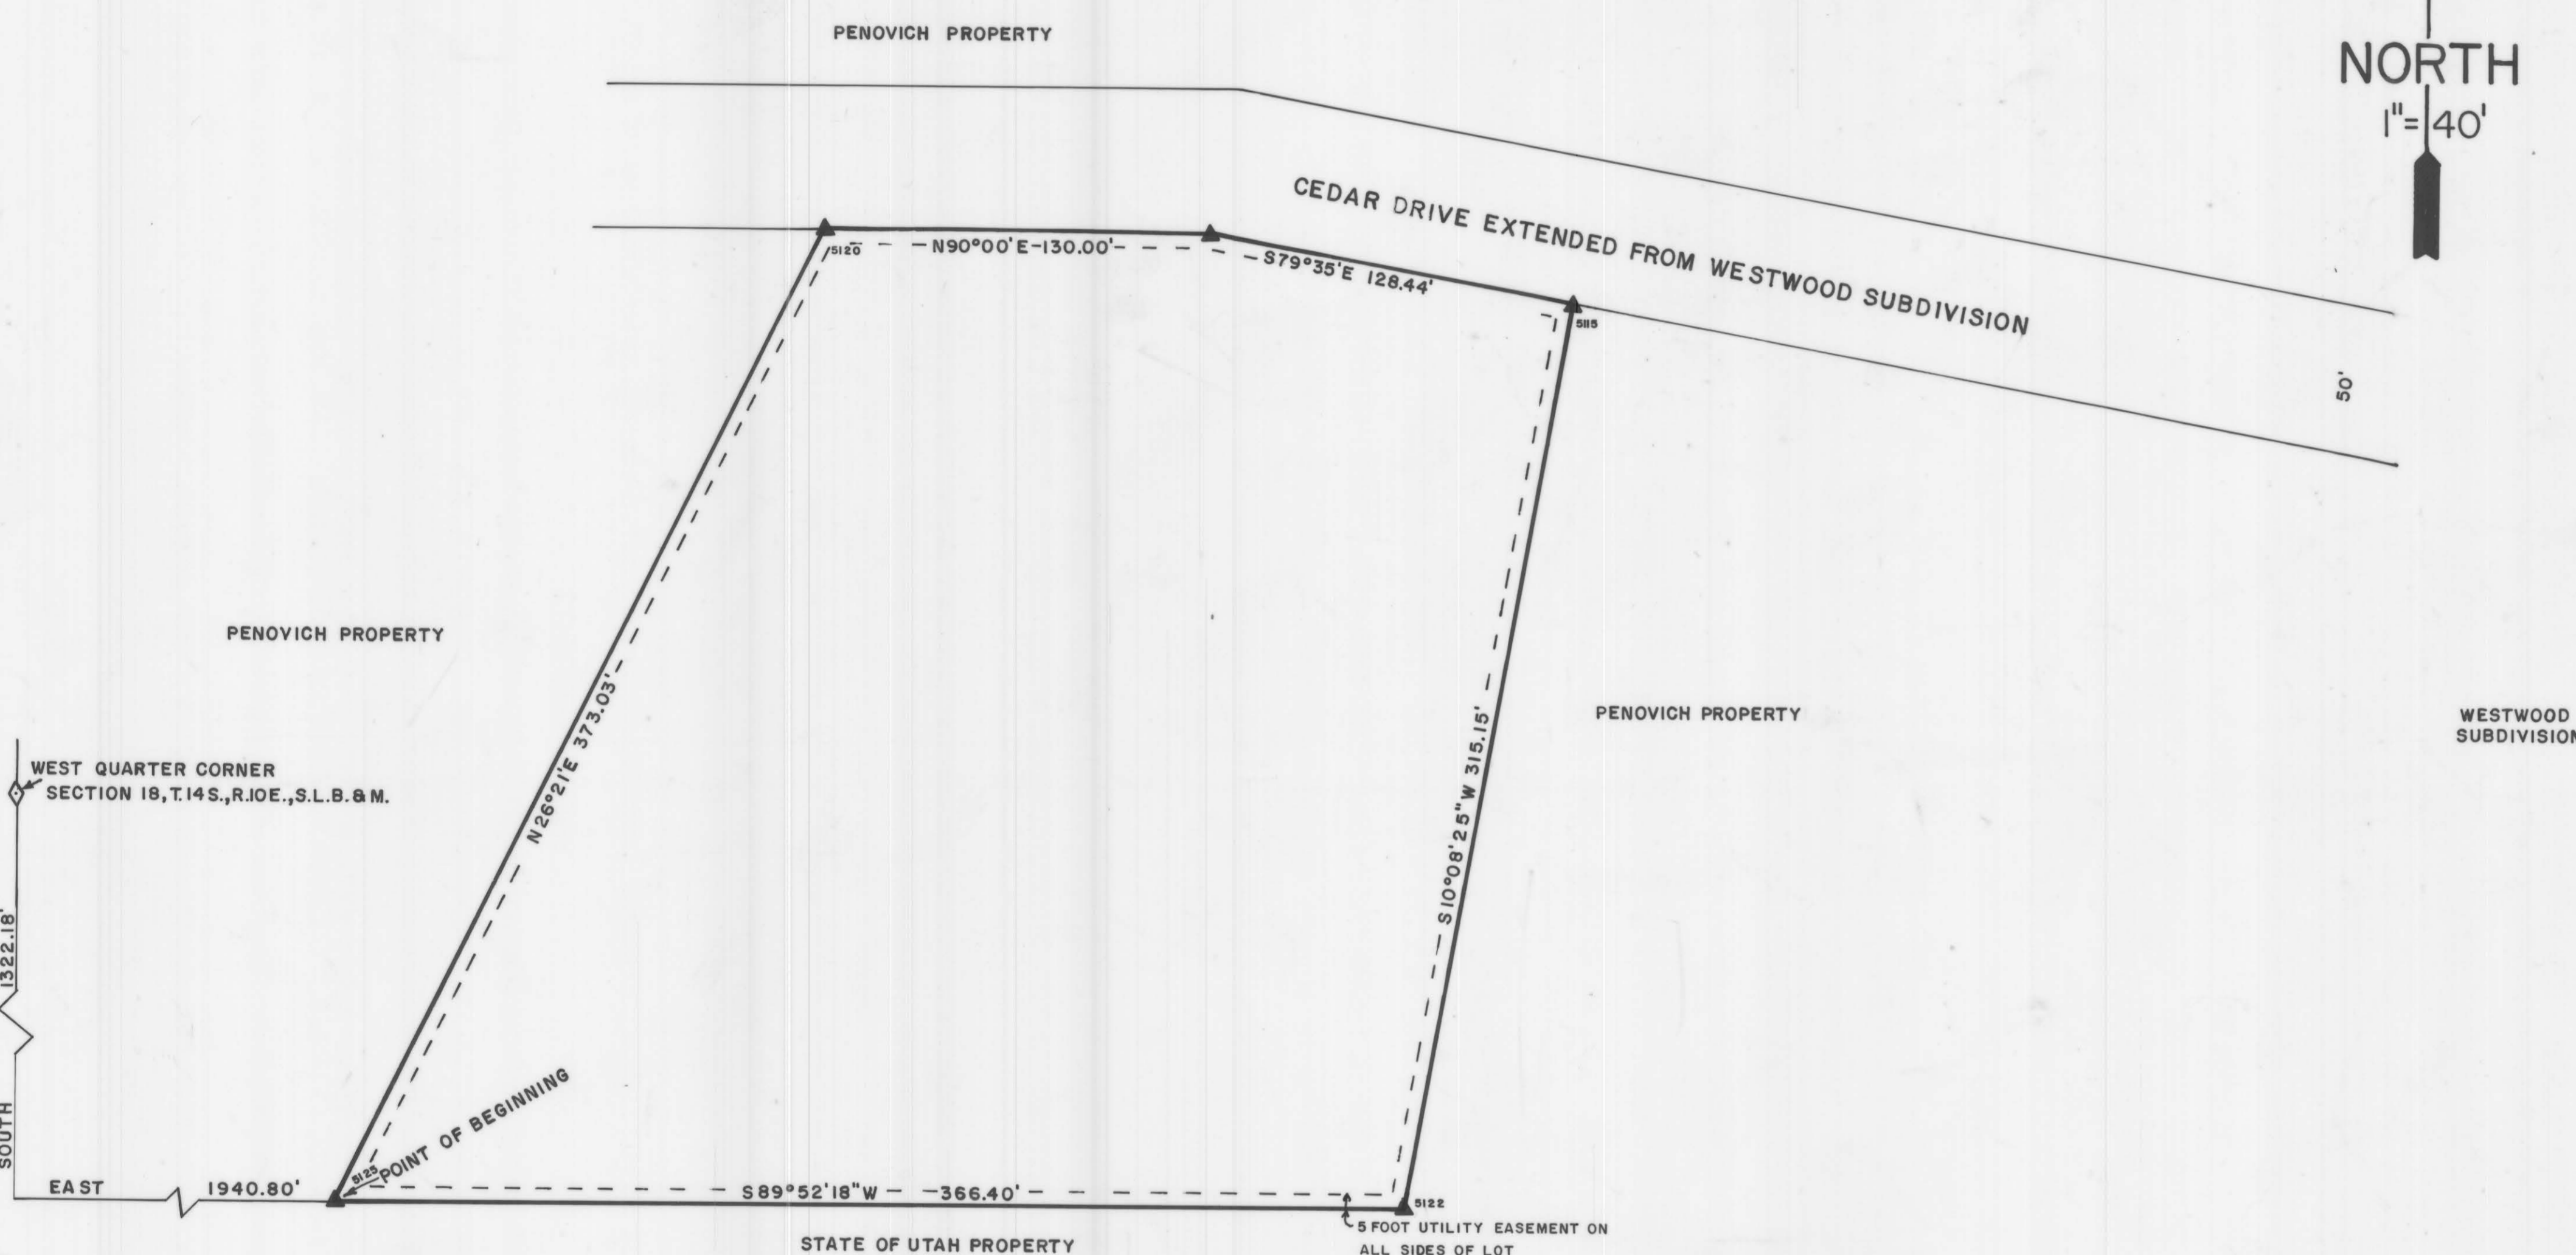 PENOVICH PROPERTY
NORTH
1"=40'
CEDAR DRIVE EXTENDED FROM WESTWOOD SUBDIVISION
5120
N90°00'E-130.00'
S79°35'E 128.44'
5115
50'
PENOVICH PROPERTY
N26°21'E 373.03'
S10°08'25"W 315.15'
PENOVICH PROPERTY
WESTWOOD
SUBDIVISION
WEST QUARTER CORNER
SECTION 18, T.14S., R.10E., S.L.B.&M.
1322.18'
SOUTH
EAST 1940.80'
5125
POINT OF BEGINNING
S89°52'18"W 366.40'
5122
5 FOOT UTILITY EASEMENT ON
ALL SIDES OF LOT
STATE OF UTAH PROPERTY